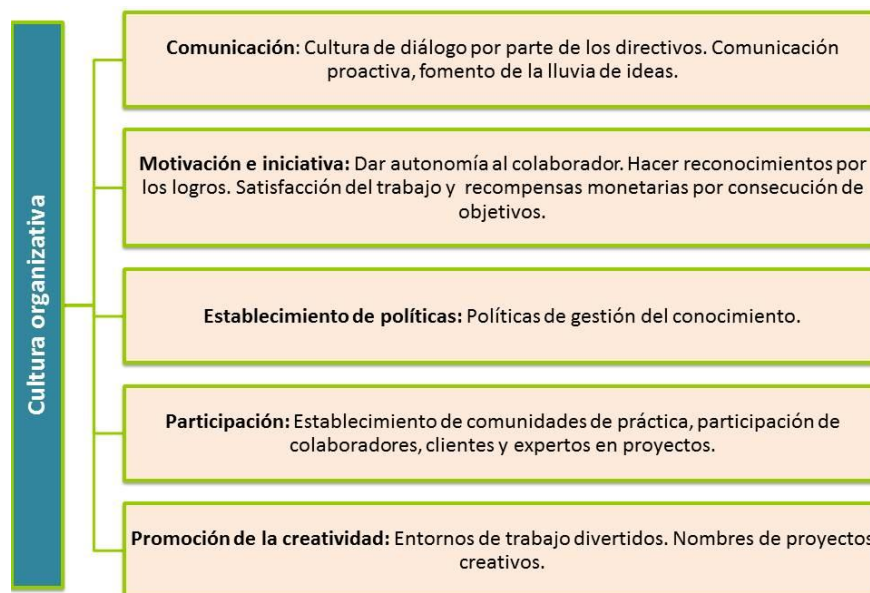 Cultura organizativa
Comunicación: Cultura de diálogo por parte de los directivos. Comunicación
proactiva, fomento de la lluvia de ideas.
Motivación e iniciativa: Dar autonomía al colaborador. Hacer reconocimientos por
los logros. Satisfacción del trabajo y recompensas monetarias por consecución de
objetivos.
Establecimiento de políticas: Políticas de gestión del conocimiento.
Participación: Establecimiento de comunidades de práctica, participación de
colaboradores, clientes y expertos en proyectos.
Promoción de la creatividad: Entornos de trabajo divertidos. Nombres de proyectos
creativos.